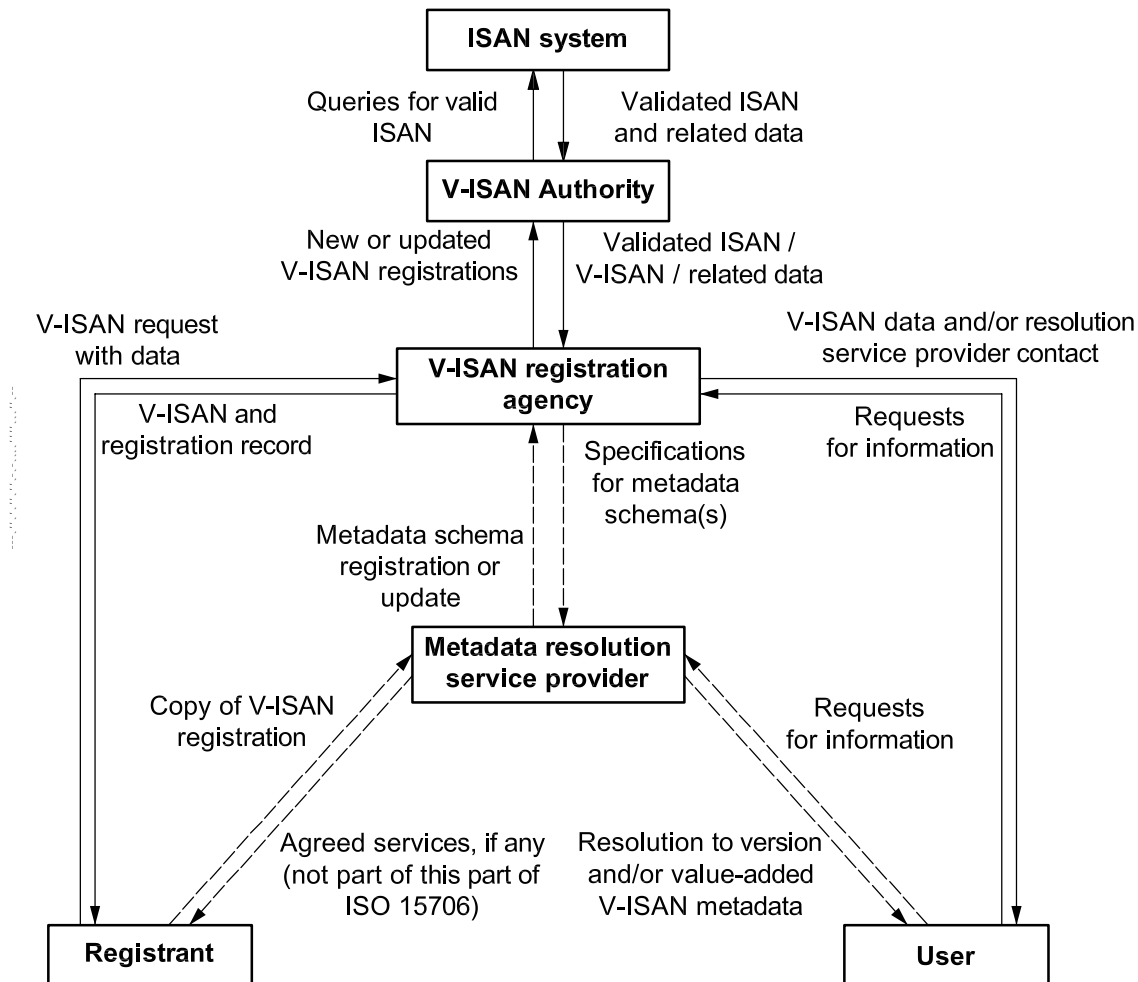 ISAN system
Queries for valid
ISAN
Validated ISAN
and related data
V-ISAN Authority
New or updated
V-ISAN registrations
Validated ISAN /
V-ISAN / related data
V-ISAN request
with data
V-ISAN data and/or resolution
service provider contact
V-ISAN registration
agency
V-ISAN and
registration record
Requests
for information
Specifications
for metadata
schema(s)
Metadata schema
registration or
update
Metadata resolution
service provider
Copy of V-ISAN
registration
Requests
for information
Agreed services, if any
(not part of this part of
ISO 15706)
Resolution to version
and/or value-added
V-ISAN metadata
Registrant
User